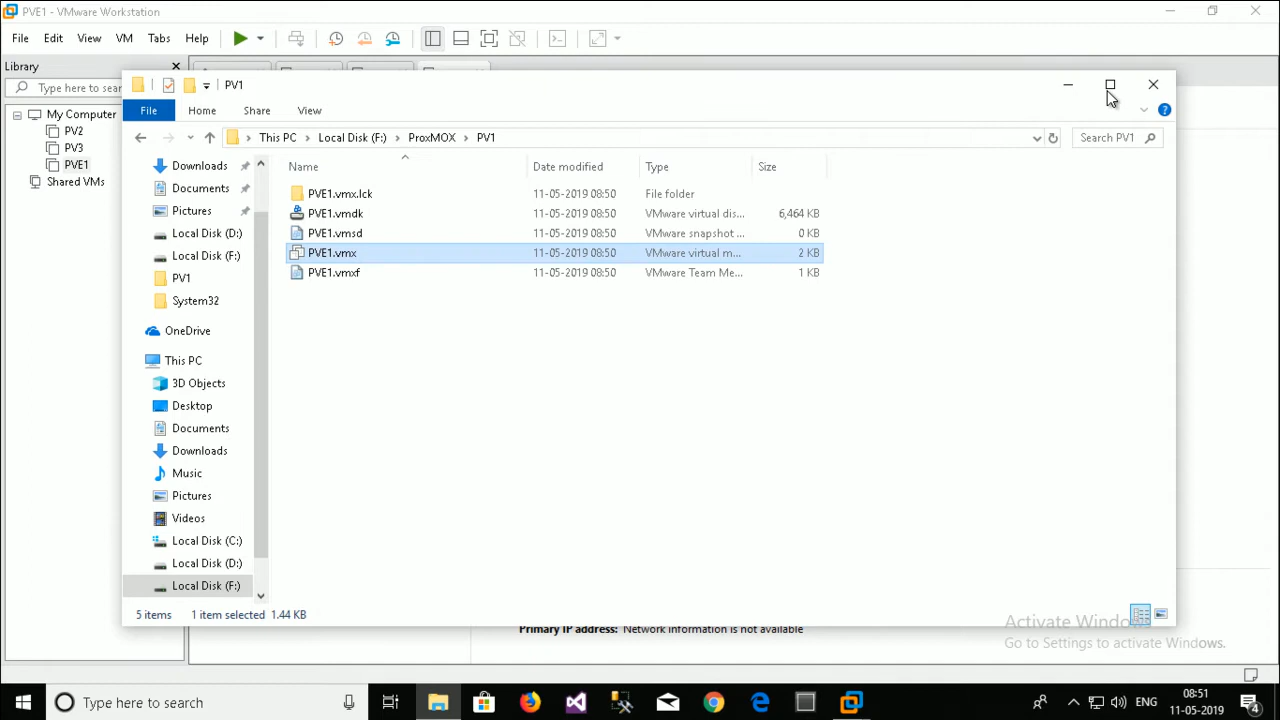 PVE1 - VMware Workstation
File Edit View VM Tabs Help
Library
Type here to sear
My Computer
PV2
PV3
PVE1
Shared VMs
PV1
File Home Share View
This PC Local Disk (F:) ProxMOX PV1
Search PV1
Name Date modified Type Size
PVE1.vmx.lck 11-05-2019 08:50 File folder
PVE1.vmdk 11-05-2019 08:50 VMware virtual dis... 6,464 KB
PVE1.vmsd 11-05-2019 08:50 VMware snapshot ... 0 KB
PVE1.vmx 11-05-2019 08:50 VMware virtual m... 2 KB
PVE1.vmxf 11-05-2019 08:50 VMware Team Me... 1 KB
Downloads
Documents
Pictures
Local Disk (D:)
Local Disk (F:)
PV1
System32
OneDrive
This PC
3D Objects
Desktop
Documents
Downloads
Music
Pictures
Videos
Local Disk (C:)
Local Disk (D:)
Local Disk (F:)
5 items 1 item selected 1.44 KB
Primary IP address: Network information is not available
Activate Windows
Go to Settings to activate Windows.
Type here to search
ENG
08:51
11-05-2019
4